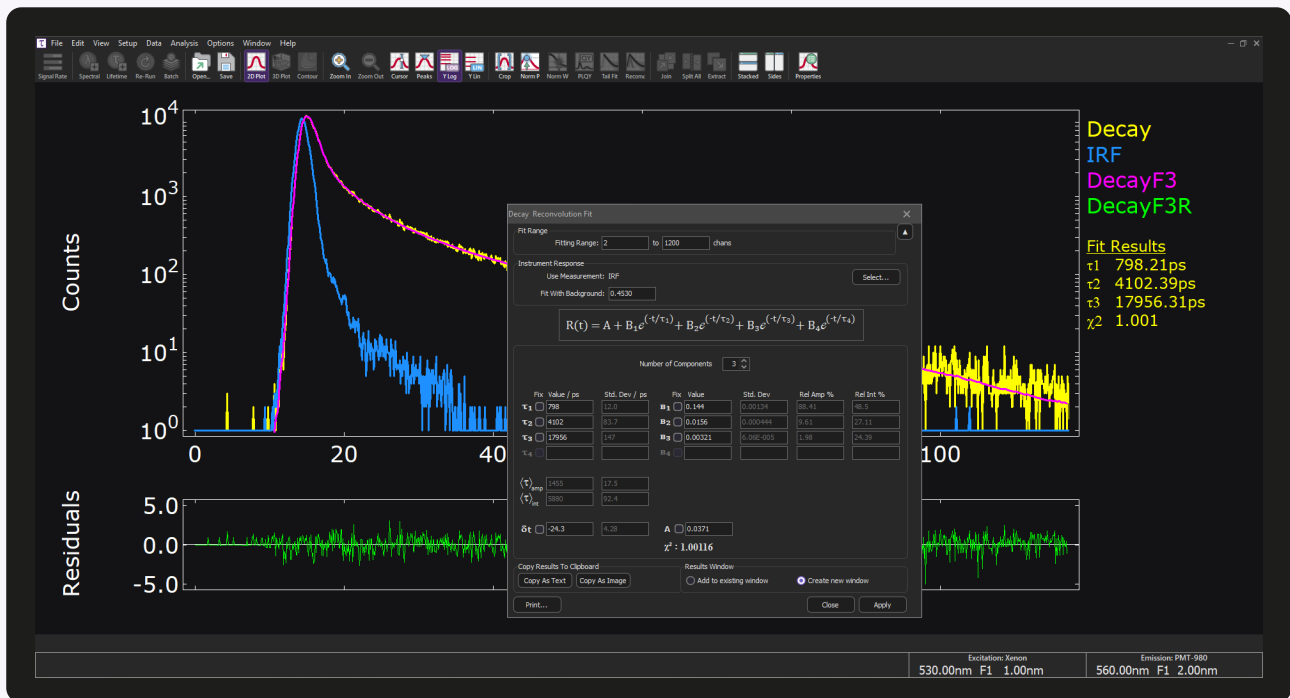 τ File Edit View Setup Data Analysis Options Window Help
Signal Rate Spectral Lifetime Re-Run Batch Open... Save 2D Plot 3D Plot Contour Zoom In Zoom Out Cursor Peaks Y Log Y Lin Crop Norm P Norm W PLQY Tail Fit Reconv. Join Split All Extract Stacked Sides Properties
LOG LIN
Counts
10⁴
10³
10²
10¹
10⁰
0 20 40 100
Residuals
5.0
0.0
-5.0
Decay
IRF
DecayF3
DecayF3R
Fit Results
τ1 798.21ps
τ2 4102.39ps
τ3 17956.31ps
χ2 1.001
Decay Reconvolution Fit
Fit Range
Fitting Range: 2 to 1200 chans
Instrument Response
Use Measurement: IRF
Select...
Fit With Background: 0.4530
R(t) = A + B₁e^(-t/τ₁) + B₂e^(-t/τ₂) + B₃e^(-t/τ₃) + B₄e^(-t/τ₄)
Number of Components 3
Fix Value / ps Std. Dev / ps Fix Value Std. Dev Rel Amp % Rel Int %
τ₁ 798 12.0 B₁ 0.144 0.00134 88.41 48.5
τ₂ 4102 83.7 B₂ 0.0156 0.000444 9.61 27.11
τ₃ 17956 147 B₃ 0.00321 6.06E-005 1.98 24.39
τ₄ B₄
⟨τ⟩amp 1455 17.5
⟨τ⟩int 5880 92.4
δt -24.3 4.28 A 0.0371
χ² : 1.00116
Copy Results To Clipboard Results Window
Copy As Text Copy As Image Add to existing window Create new window
Print... Close Apply
Excitation: Xenon Emission: PMT-980
530.00nm F1 1.00nm 560.00nm F1 2.00nm